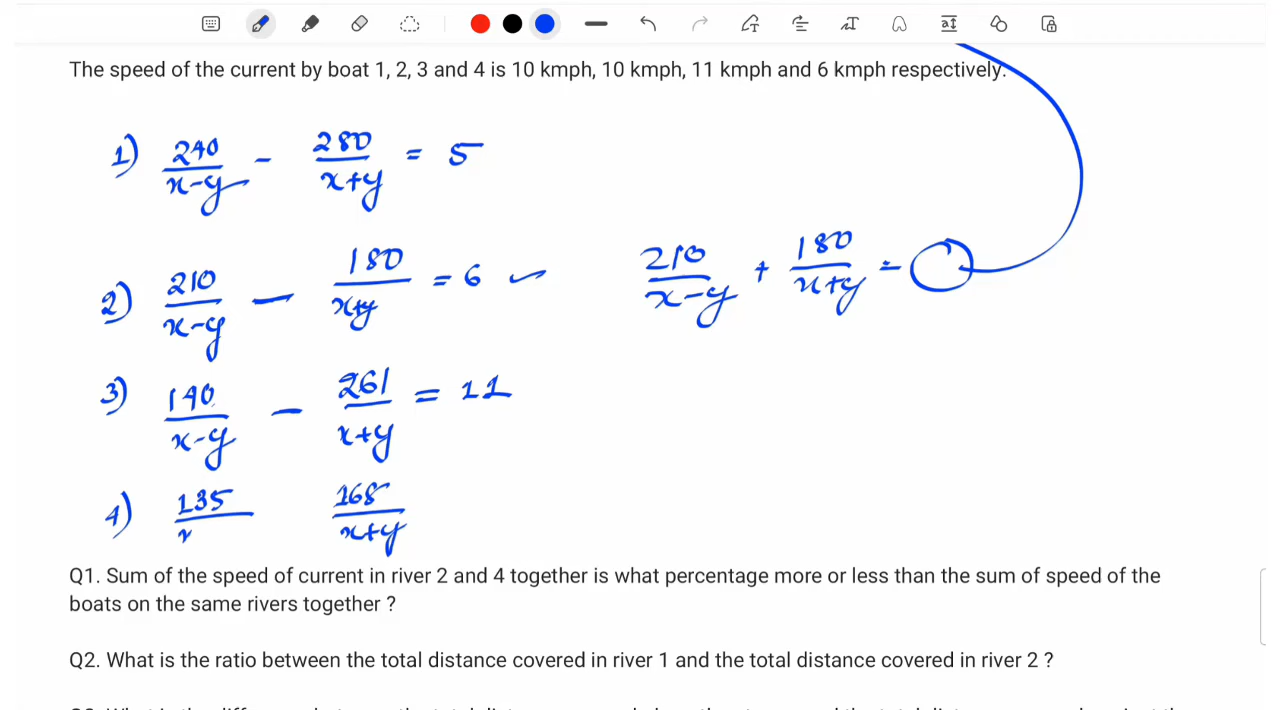 The speed of the current by boat 1, 2, 3 and 4 is 10 kmph, 10 kmph, 11 kmph and 6 kmph respectively.
1) 240/(x-y) - 280/(x+y) = 5
2) 210/(x-y) - 180/(x+y) = 6 210/(x-y) + 180/(x+y) =
3) 140/(x-y) - 261/(x+y) = 11
4) 135/x 168/(x+y)
Q1. Sum of the speed of current in river 2 and 4 together is what percentage more or less than the sum of speed of the
boats on the same rivers together ?
Q2. What is the ratio between the total distance covered in river 1 and the total distance covered in river 2 ?